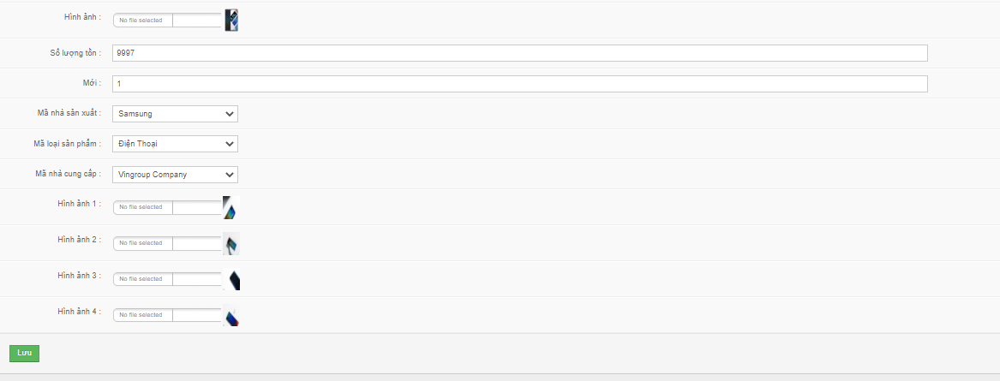 Hình ảnh : No file selected
Số lượng tồn : 9997
Mới : 1
Mã nhà sản xuất : Samsung
Mã loại sản phẩm : Điện Thoại
Mã nhà cung cấp : Vingroup Company
Hình ảnh 1 : No file selected
Hình ảnh 2 : No file selected
Hình ảnh 3 : No file selected
Hình ảnh 4 : No file selected
Lưu